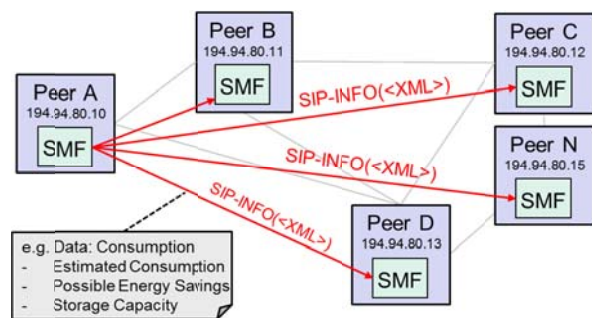 Peer A
194.94.80.10
SMF
Peer B
194.94.80.11
SMF
Peer C
194.94.80.12
SMF
Peer N
194.94.80.15
SMF
Peer D
194.94.80.13
SMF
SIP-INFO(<XML>)
SIP-INFO(<XML>)
SIP-INFO(<XML>)
e.g. Data: Consumption
- Estimated Consumption
- Possible Energy Savings
- Storage Capacity